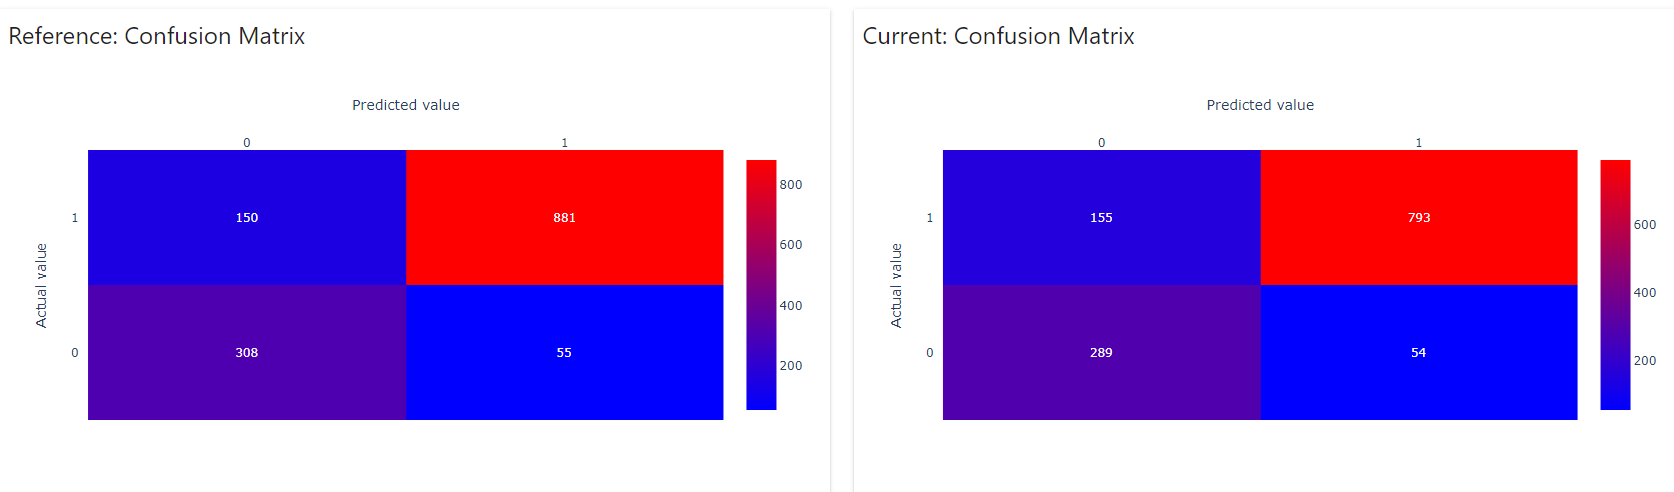 Reference: Confusion Matrix
Predicted value
0 1
1 150 881
0 308 55
Actual value
800
600
400
200
Current: Confusion Matrix
Predicted value
0 1
1 155 793
0 289 54
Actual value
600
400
200